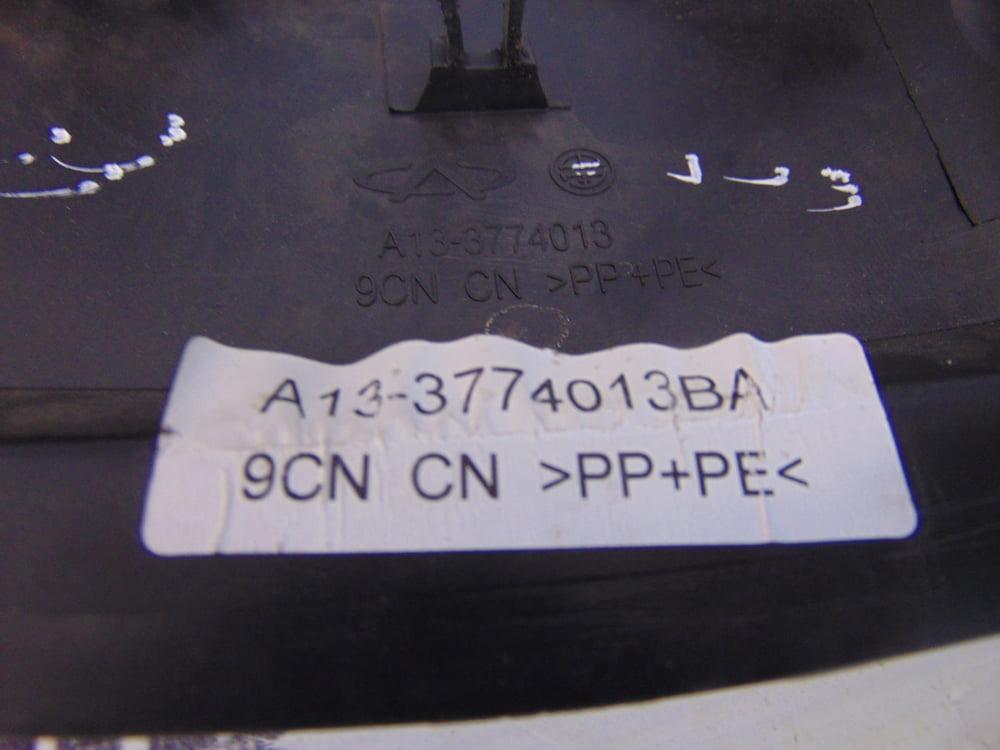 A13-3774013
9CN CN >PP+PE<
A13-3774013BA
9CN CN >PP+PE<